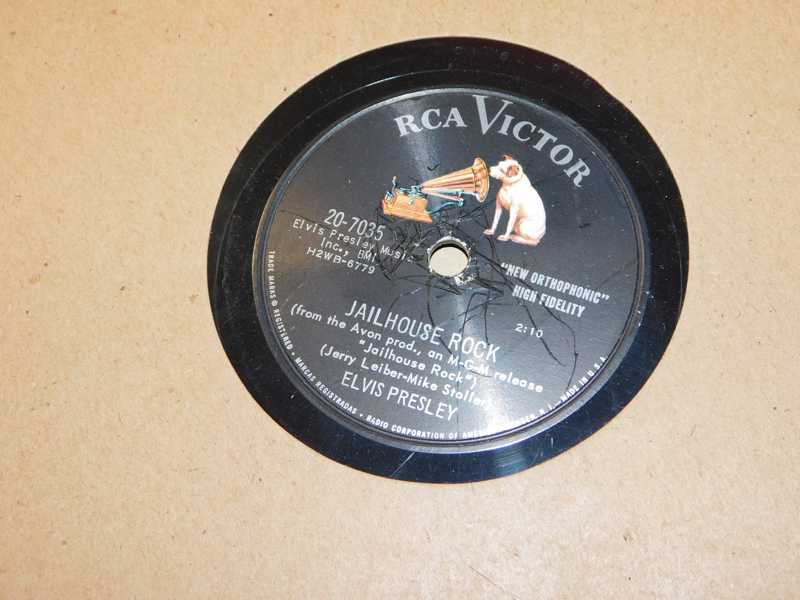 RCA VICTOR
20-7035
Elvis Presley Music
Inc., BMI
H2WB-6779
"NEW ORTHOPHONIC"
HIGH FIDELITY
2:10
JAILHOUSE ROCK
(from the Avon prod., an M-G-M release
"Jailhouse Rock")
(Jerry Leiber-Mike Stoller)
ELVIS PRESLEY
TRADE MARKS ® REGISTERED • MARCAS REGISTRADAS • RADIO CORPORATION OF AMERICA, CAMDEN, N. J.—MADE IN U.S.A.